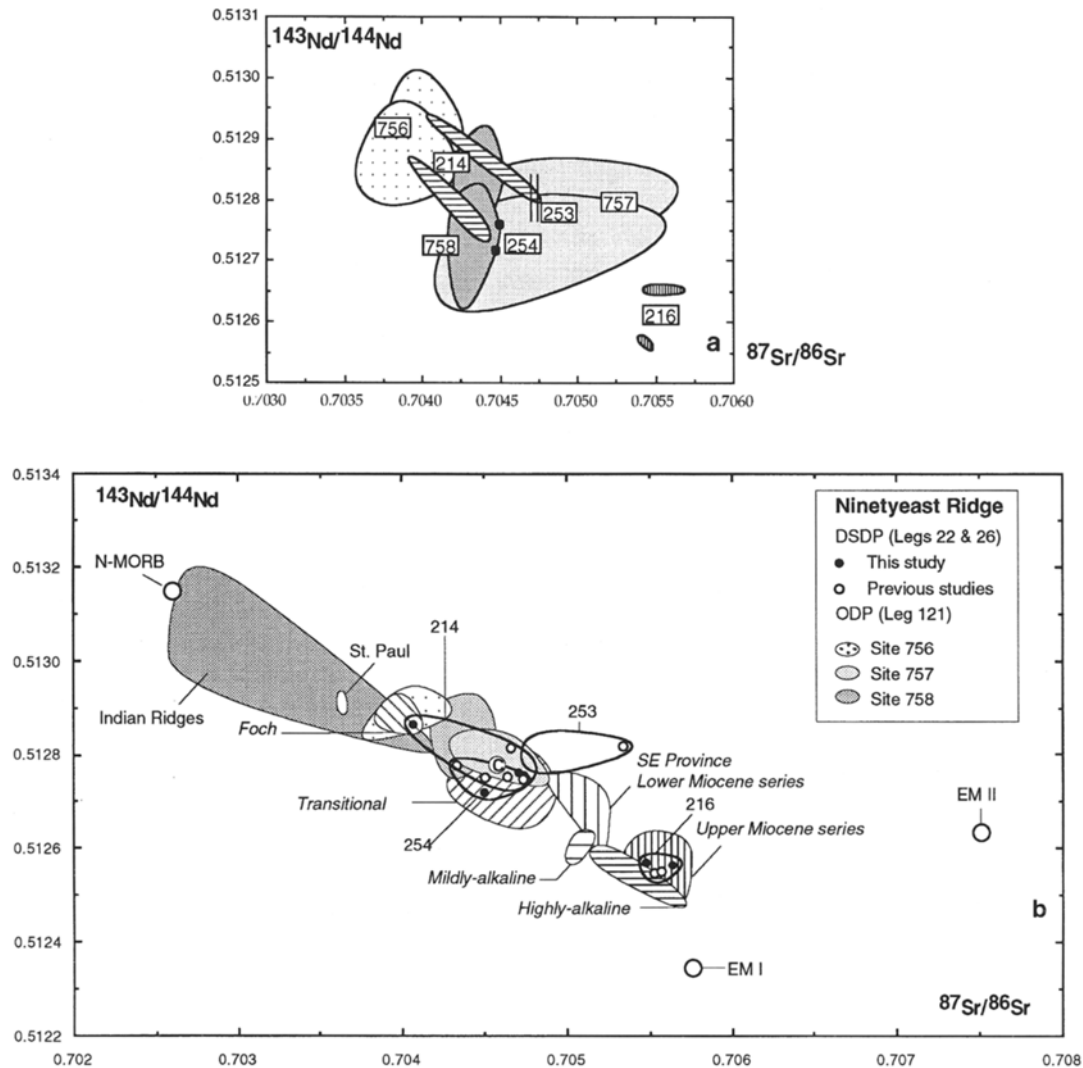 0.5131
143Nd/144Nd
0.5130
0.5129
756
214
0.5128
757
253
758
254
0.5127
216
0.5126
a
87Sr/86Sr
0.5125
0.7030 0.7035 0.7040 0.7045 0.7050 0.7055 0.7060
0.5134
143Nd/144Nd
Ninetyeast Ridge
DSDP (Legs 22 & 26)
This study
Previous studies
ODP (Leg 121)
Site 756
Site 757
Site 758
N-MORB
0.5132
214
St. Paul
0.5130
Indian Ridges
Foch
253
0.5128
SE Province
Lower Miocene series
Transitional
216
EM II
254
Upper Miocene series
0.5126
Mildly-alkaline
Highly-alkaline
b
0.5124
EM I
87Sr/86Sr
0.5122
0.702 0.703 0.704 0.705 0.706 0.707 0.708